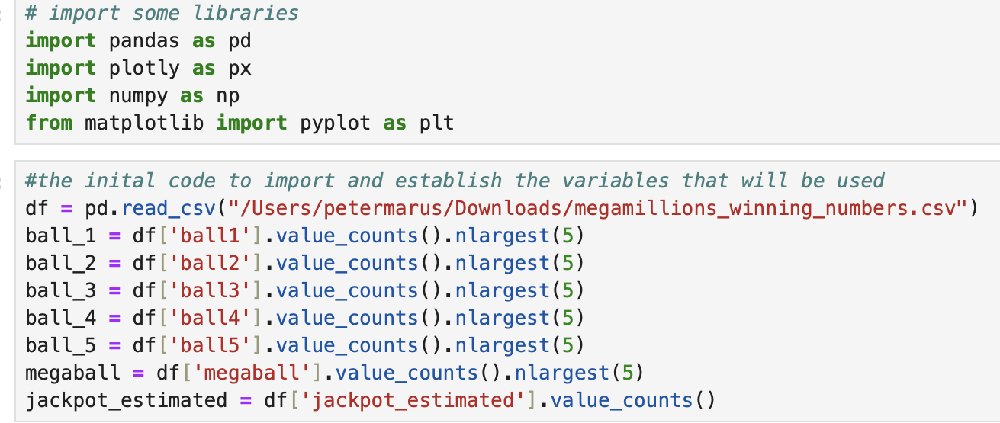 # import some libraries
import pandas as pd
import plotly as px
import numpy as np
from matplotlib import pyplot as plt
#the inital code to import and establish the variables that will be used
df = pd.read_csv("/Users/petermarus/Downloads/megamillions_winning_numbers.csv")
ball_1 = df['ball1'].value_counts().nlargest(5)
ball_2 = df['ball2'].value_counts().nlargest(5)
ball_3 = df['ball3'].value_counts().nlargest(5)
ball_4 = df['ball4'].value_counts().nlargest(5)
ball_5 = df['ball5'].value_counts().nlargest(5)
megaball = df['megaball'].value_counts().nlargest(5)
jackpot_estimated = df['jackpot_estimated'].value_counts()